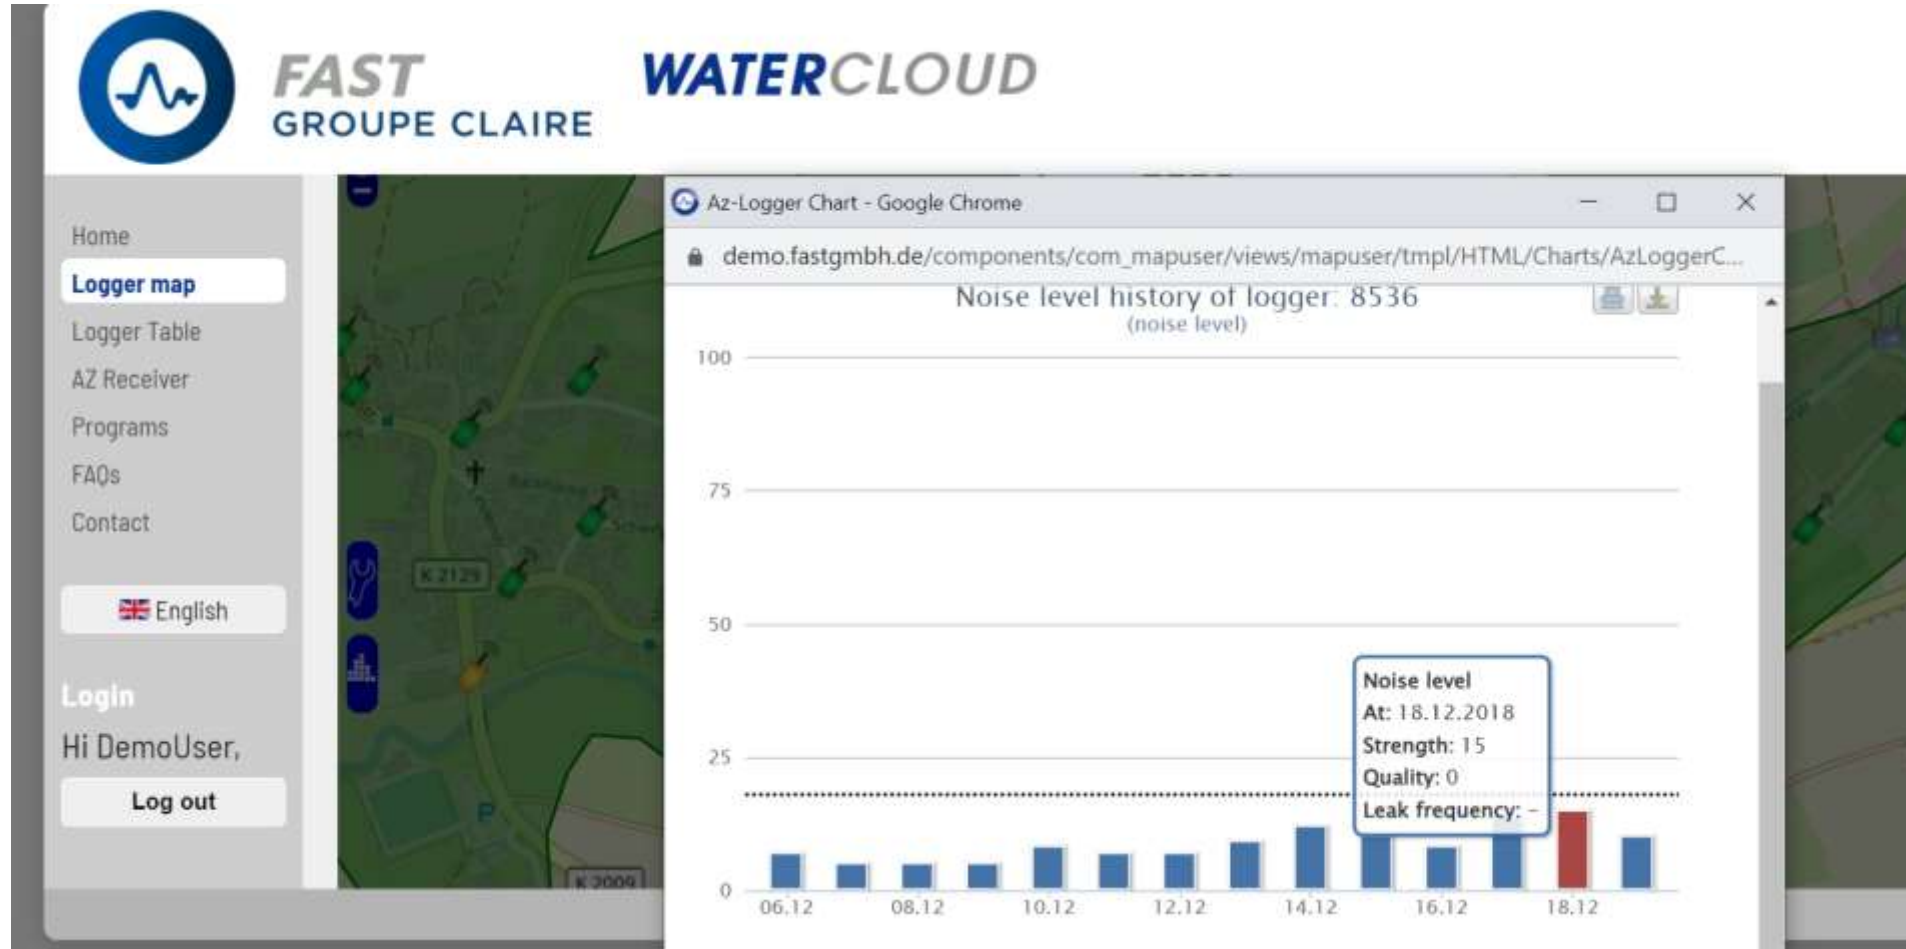 FAST
GROUPE CLAIRE
WATERCLOUD
Home
Logger map
Logger Table
AZ Receiver
Programs
FAQs
Contact
English
Login
Hi DemoUser,
Log out
K 2129
P
K 2009
Az-Logger Chart - Google Chrome
demo.fastgmbh.de/components/com_mapuser/views/mapuser/tmpl/HTML/Charts/AzLoggerC...
Noise level history of logger: 8536
(noise level)
100
75
50
25
0
Noise level
At: 18.12.2018
Strength: 15
Quality: 0
Leak frequency: -
06.12 08.12 10.12 12.12 14.12 16.12 18.12